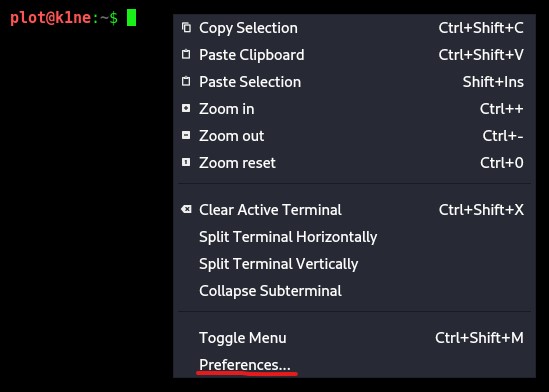 plot@k1ne:~$
Copy Selection Ctrl+Shift+C
Paste Clipboard Ctrl+Shift+V
Paste Selection Shift+Ins
Zoom in Ctrl++
Zoom out Ctrl+-
Zoom reset Ctrl+0
Clear Active Terminal Ctrl+Shift+X
Split Terminal Horizontally
Split Terminal Vertically
Collapse Subterminal
Toggle Menu Ctrl+Shift+M
Preferences...